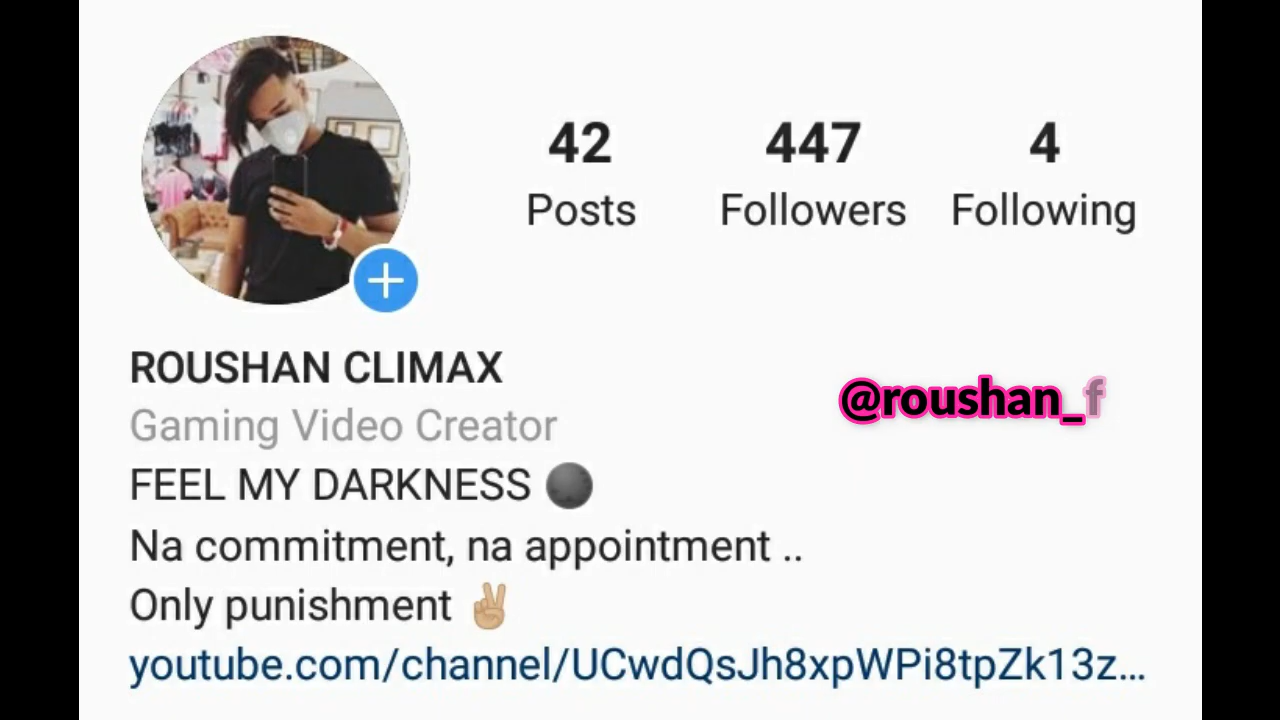 42 447 4
Posts Followers Following
ROUSHAN CLIMAX
@roushan_f
Gaming Video Creator
FEEL MY DARKNESS 🌑
Na commitment, na appointment ..
Only punishment ✌🏼
youtube.com/channel/UCwdQsJh8xpWPi8tpZk13z...